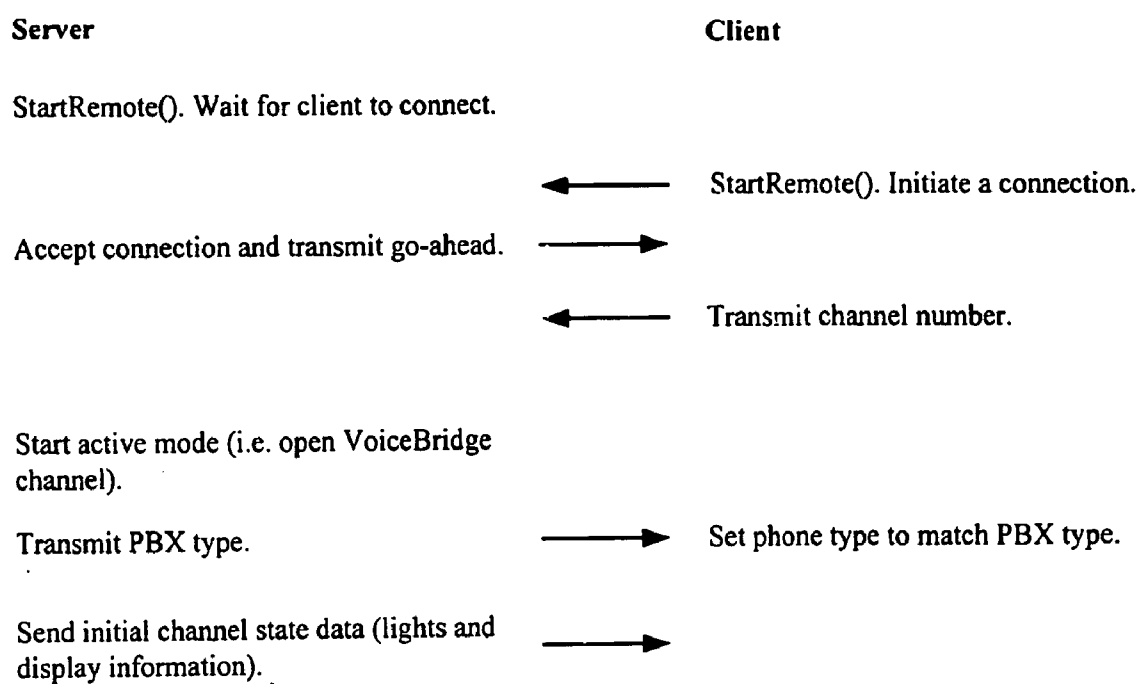 Server
Client
StartRemote(). Wait for client to connect.
StartRemote(). Initiate a connection.
Accept connection and transmit go-ahead.
Transmit channel number.
Start active mode (i.e. open VoiceBridge
channel).
Transmit PBX type.
Set phone type to match PBX type.
Send initial channel state data (lights and
display information).